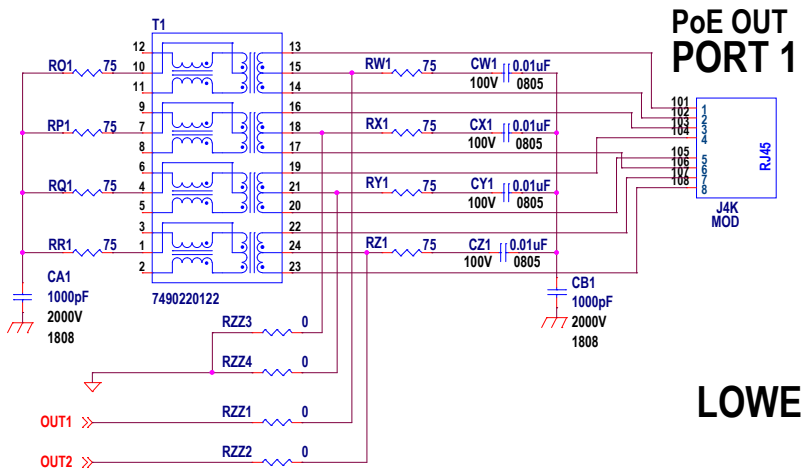 PoE OUT
PORT 1
T1
12
10
11
9
7
8
6
4
5
3
1
2
13
15
14
16
18
17
19
21
20
22
24
23
RO1 75
RP1 75
RQ1 75
RR1 75
RW1 75
CW1 0.01uF
100V 0805
RX1 75
CX1 0.01uF
100V 0805
RY1 75
CY1 0.01uF
100V 0805
RZ1 75
CZ1 0.01uF
100V 0805
101
102
103
104
105
106
107
108
1
2
3
4
5
6
7
8
RJ45
J4K
MOD
CA1
1000pF
2000V
1808
7490220122
CB1
1000pF
2000V
1808
RZZ3 0
RZZ4 0
OUT1 RZZ1 0
OUT2 RZZ2 0
LOWE